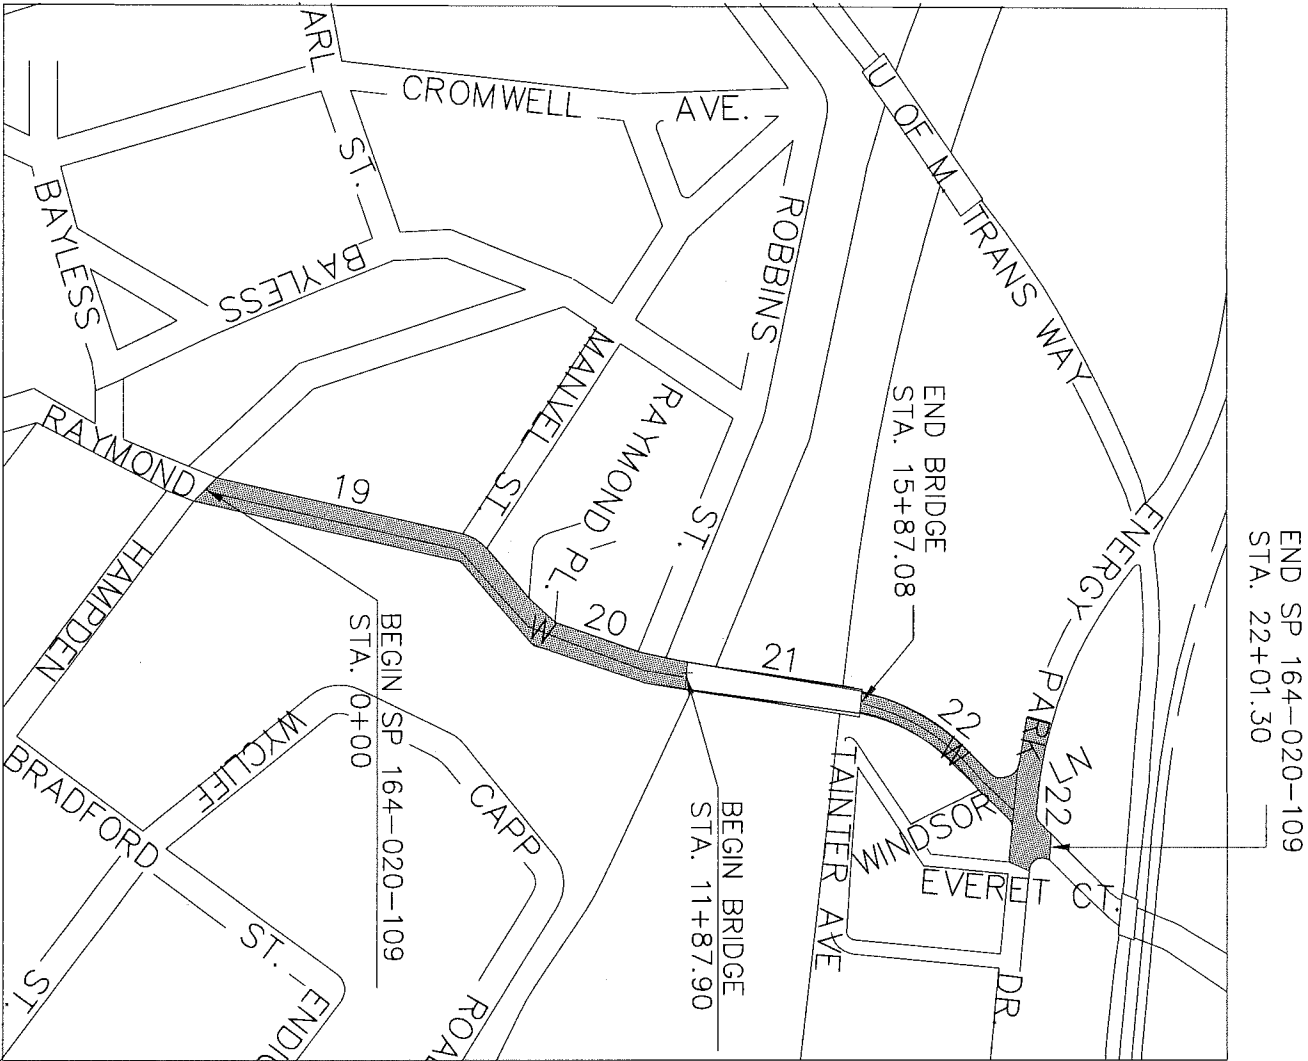 END SP 164-020-109
STA. 22+01.30
ARL
ST.
CROMWELL
AVE.
U OF M
TRANS WAY
ROBBINS
ST.
BAYLESS
BAYLESS
MANVEL ST.
RAYMOND
PL.
END BRIDGE
STA. 15+87.08
ENERGY
PARK
DR.
RAYMOND
19
20
21
22
22
W
W
HAMPDEN
BEGIN SP 164-020-109
STA. 0+00
BEGIN BRIDGE
STA. 11+87.90
WYCLIFF
ST.
BRADFORD
ST.
CAPP
ROA
TAINTER AVE
WINDSOR
EVERET CT.